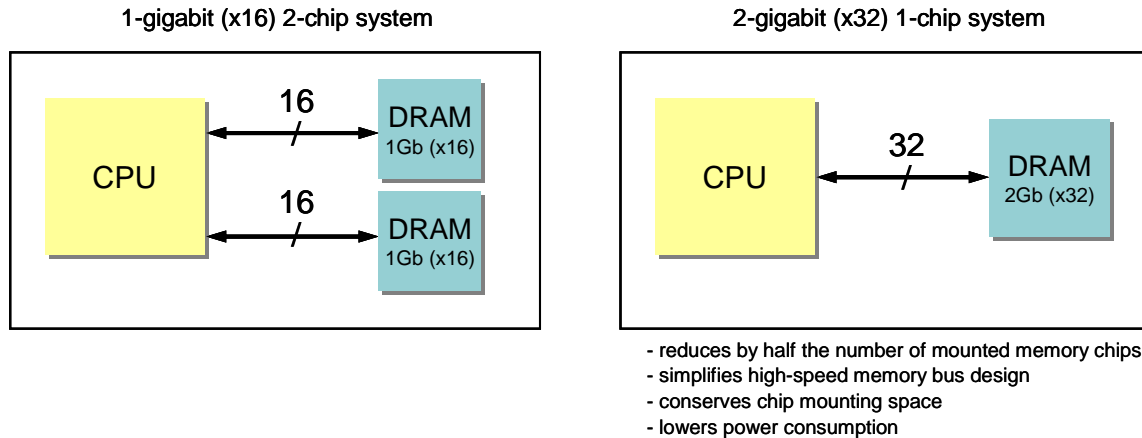 1-gigabit (x16) 2-chip system
CPU
16
DRAM
1Gb (x16)
16
DRAM
1Gb (x16)
2-gigabit (x32) 1-chip system
CPU
32
DRAM
2Gb (x32)
- reduces by half the number of mounted memory chips
- simplifies high-speed memory bus design
- conserves chip mounting space
- lowers power consumption